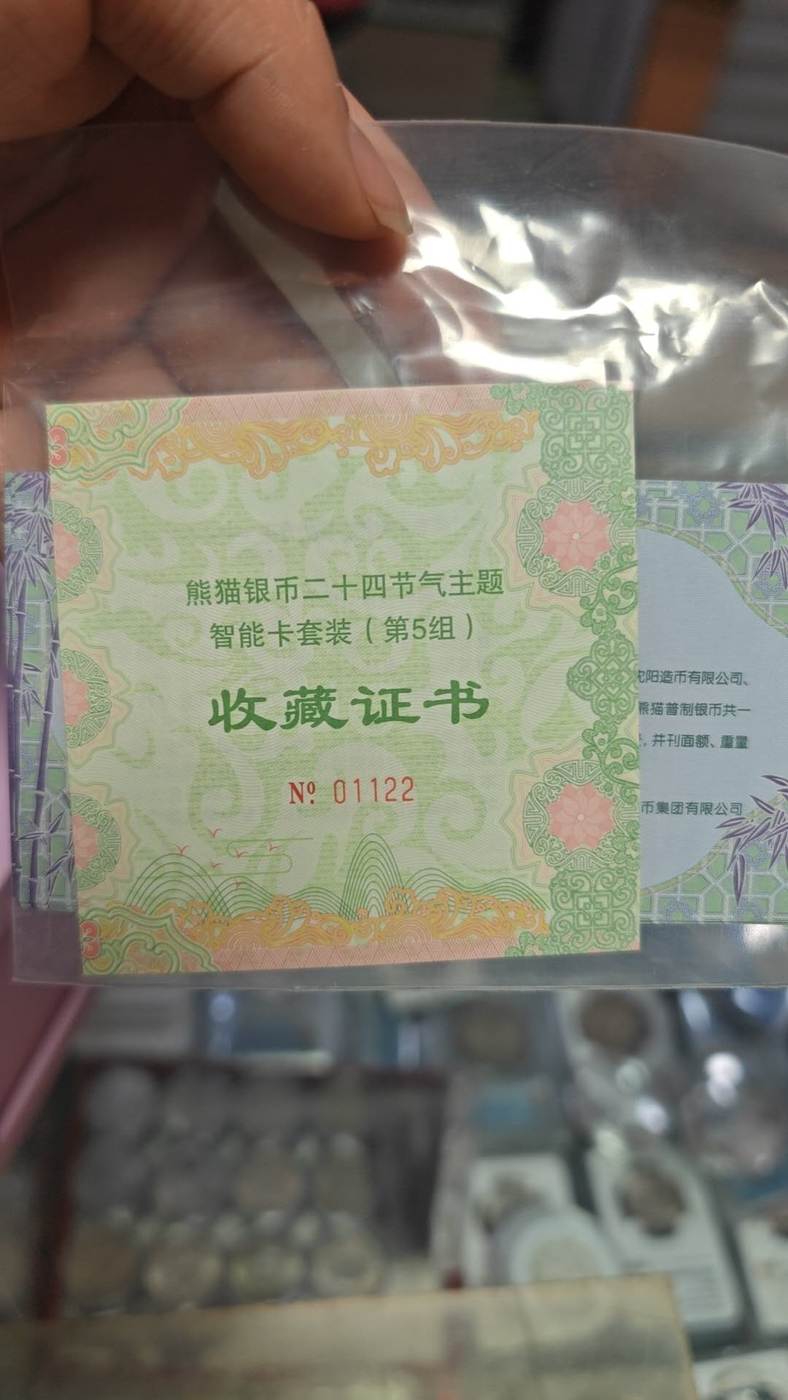 熊猫银币二十四节气主题
智能卡套装（第5组）
收藏证书
Nº 01122
阳造币有限公司、
熊猫普制银币共一
，并刊面额、重量
币集团有限公司